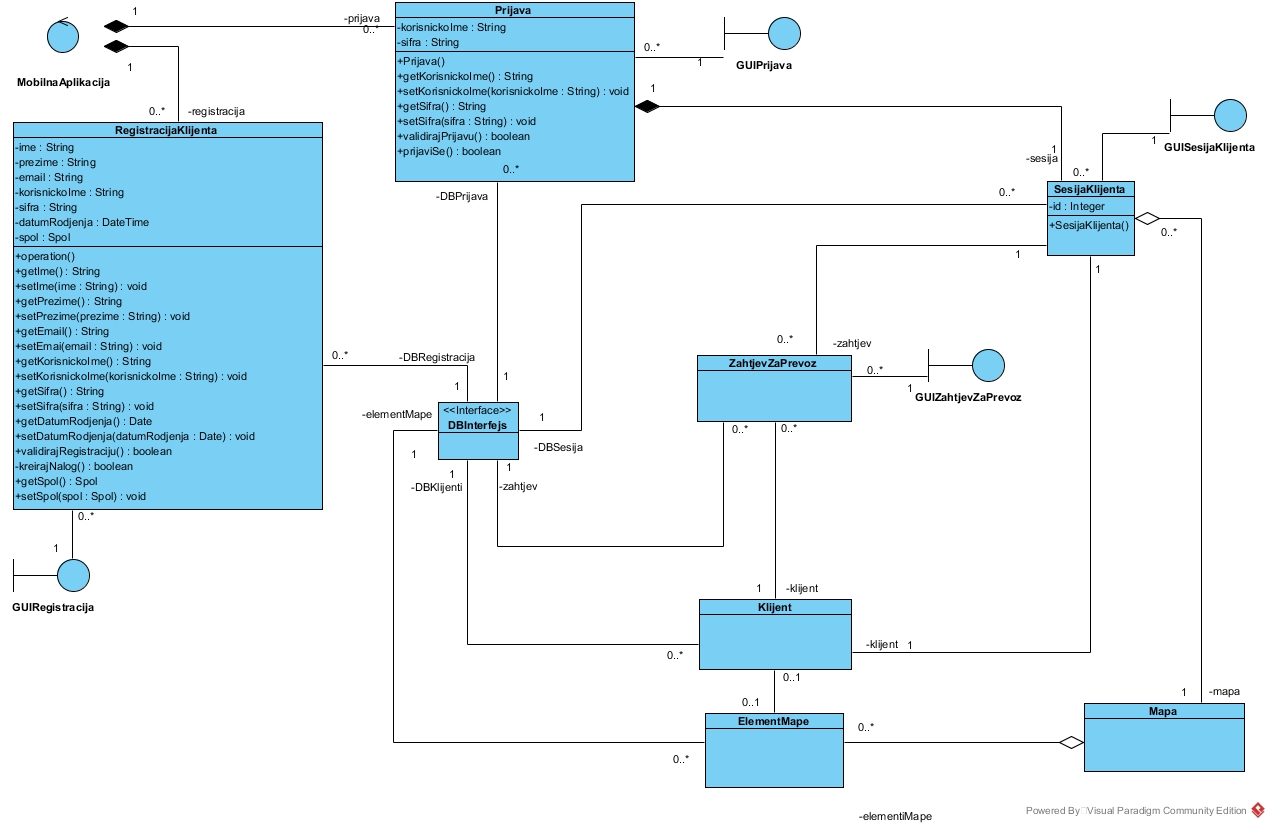 MobilnaAplikacija
1
-prijava
0..*
1
0..*
-registracija
Prijava
-korisnickoIme : String
-sifra : String
+Prijava()
+getKorisnickoIme() : String
+setKorisnickoIme(korisnickoIme : String) : void
+getSifra() : String
+setSifra(sifra : String) : void
+validirajPrijavu() : boolean
+prijaviSe() : boolean
0..*
-DBPrijava
0..*
1
GUIPrijava
1
1
-sesija
0..*
1
GUISesijaKlijenta
RegistracijaKlijenta
-ime : String
-prezime : String
-email : String
-korisnickoIme : String
-sifra : String
-datumRodjenja : DateTime
-spol : Spol
+operation()
+getIme() : String
+setIme(ime : String) : void
+getPrezime() : String
+setPrezime(prezime : String) : void
+getEmail() : String
+setEmai(email : String) : void
+getKorisnickoIme() : String
+setKorisnickoIme(korisnickoIme : String) : void
+getSifra() : String
+setSifra(sifra : String) : void
+getDatumRodjenja() : Date
+setDatumRodjenja(datumRodjenja : Date) : void
+validirajRegistraciju() : boolean
-kreirajNalog() : boolean
+getSpol() : Spol
+setSpol(spol : Spol) : void
0..*
1
GUIRegistracija
SesijaKlijenta
-id : Integer
+SesijaKlijenta()
0..*
0..*
1
1
0..*
-zahtjev
ZahtjevZaPrevoz
0..*
1
GUIZahtjevZaPrevoz
0..*
0..*
0..*
-DBRegistracija
1
1
-elementMape
<<Interface>>
DBInterfejs
1
-DBSesija
1
1
-DBKlijenti
1
-zahtjev
1
-klijent
Klijent
-klijent
1
0..*
0..1
0..1
ElementMape
0..*
0..*
1
-mapa
Mapa
-elementiMape
Powered By Visual Paradigm Community Edition